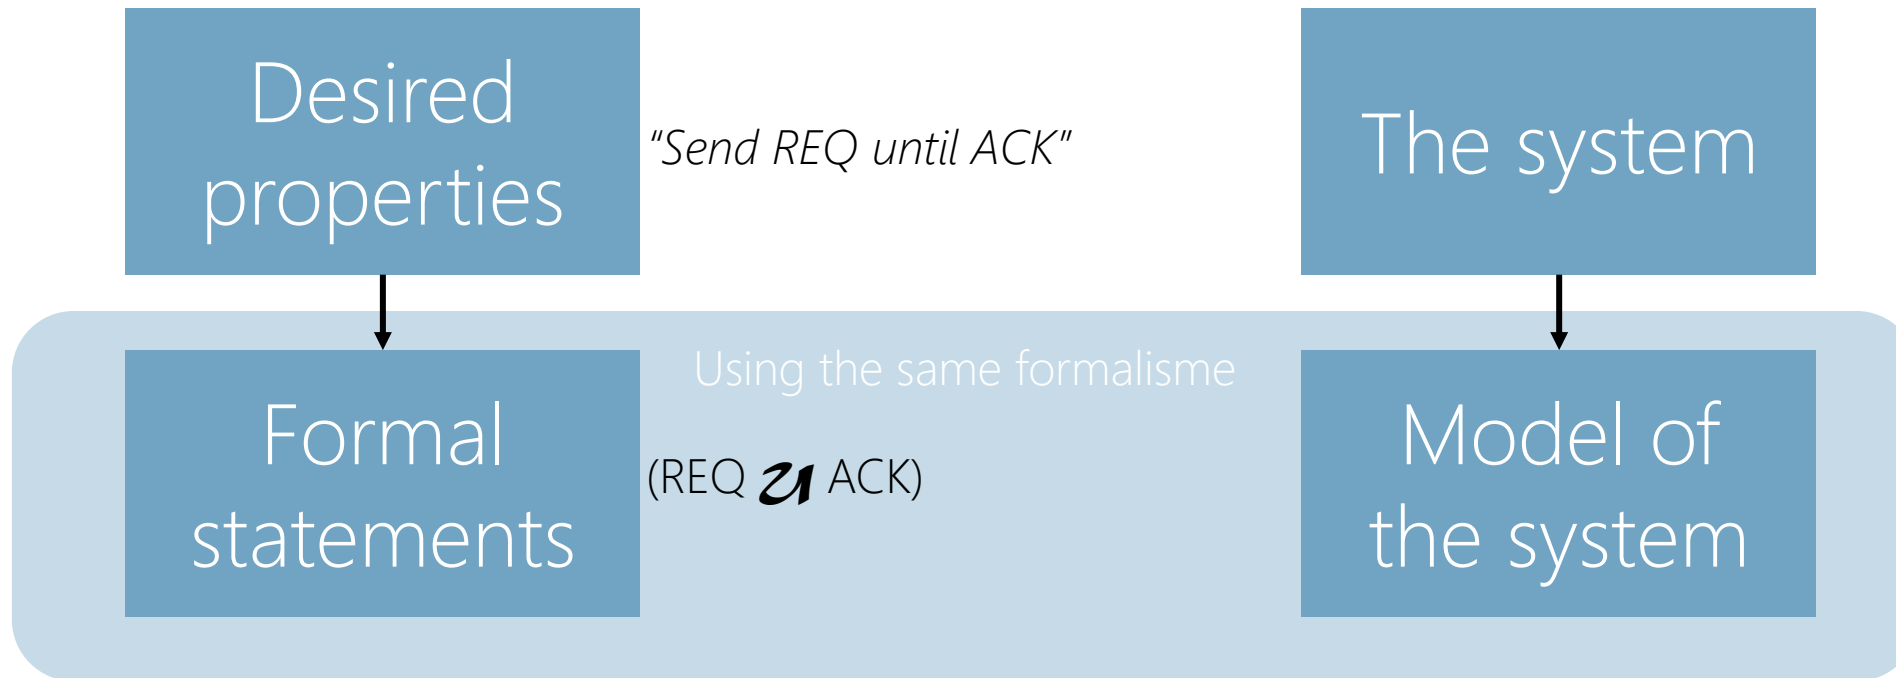 Desired
properties
“Send REQ until ACK”
The system
Using the same formalisme
Formal
statements
(REQ 𝓤 ACK)
Model of
the system